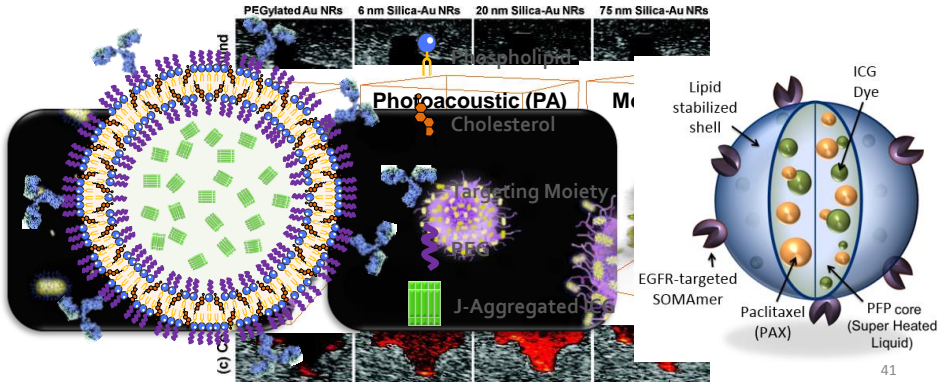 PEGylated Au NRs
6 nm Silica-Au NRs
20 nm Silica-Au NRs
75 nm Silica-Au NRs
Phospholipid
Photoacoustic (PA)
Cholesterol
Targeting Moiety
PEG
J-Aggregated ICG
(c)
Lipid
stabilized
shell
ICG
Dye
EGFR-targeted
SOMAmer
Paclitaxel
(PAX)
PFP core
(Super Heated
Liquid)
41